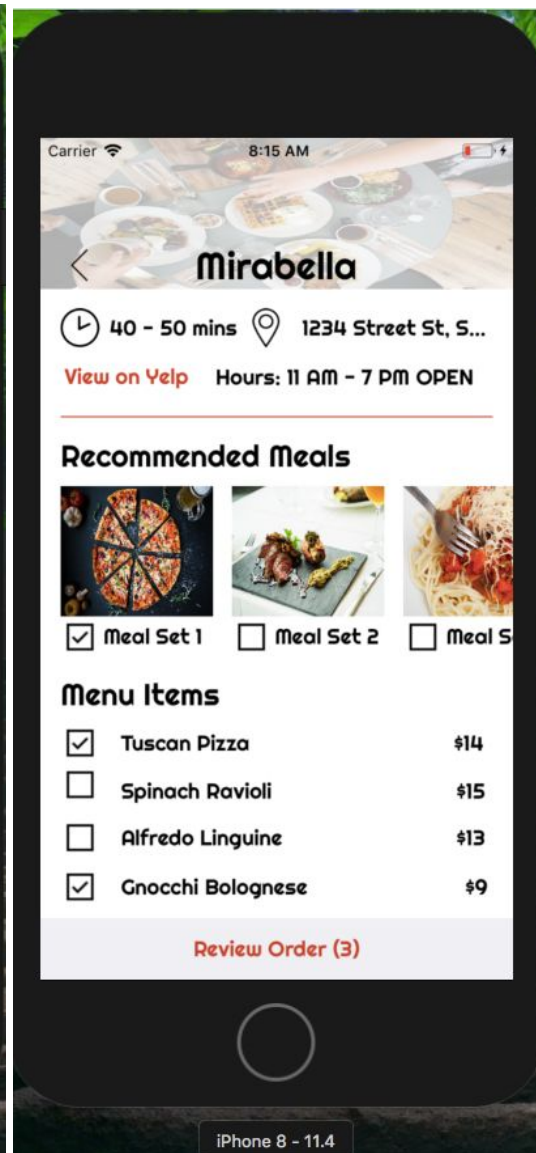 Carrier 8:15 AM
Mirabella
40 - 50 mins 1234 Street St, S...
View on Yelp Hours: 11 AM - 7 PM OPEN
Recommended Meals
Meal Set 1 Meal Set 2 Meal S
Menu Items
Tuscan Pizza $14
Spinach Ravioli $15
Alfredo Linguine $13
Gnocchi Bolognese $9
Review Order (3)
iPhone 8 - 11.4